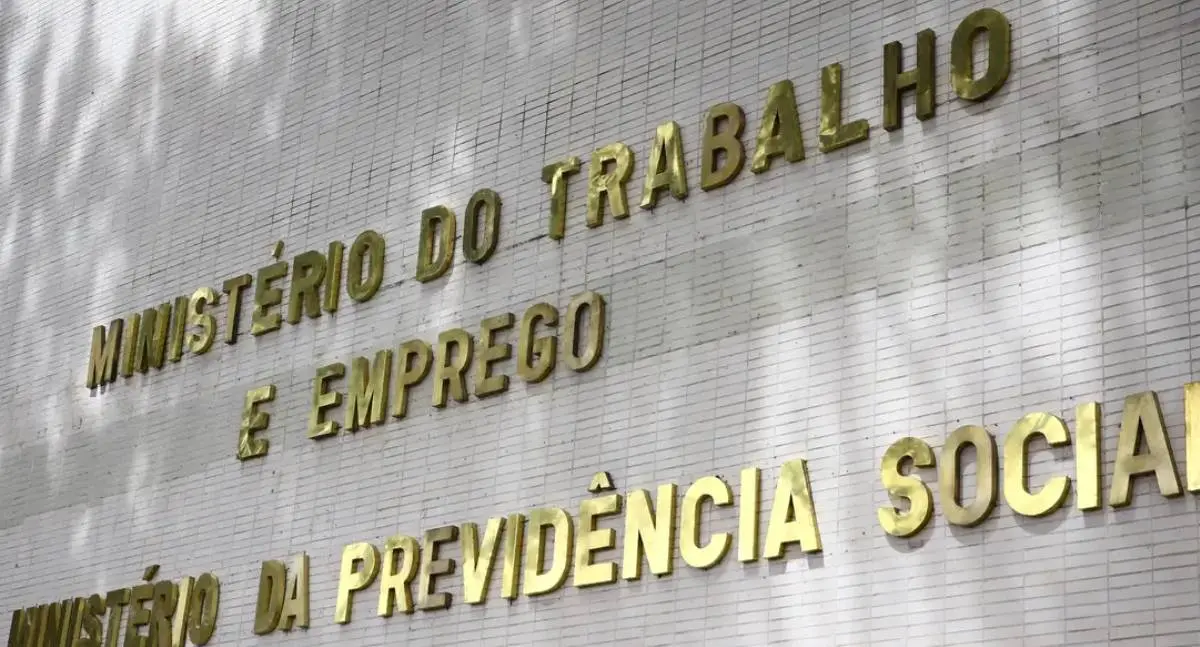 MINISTÉRIO DO TRABALHO
E EMPREGO
MINISTÉRIO DA PREVIDÊNCIA SOCIAL